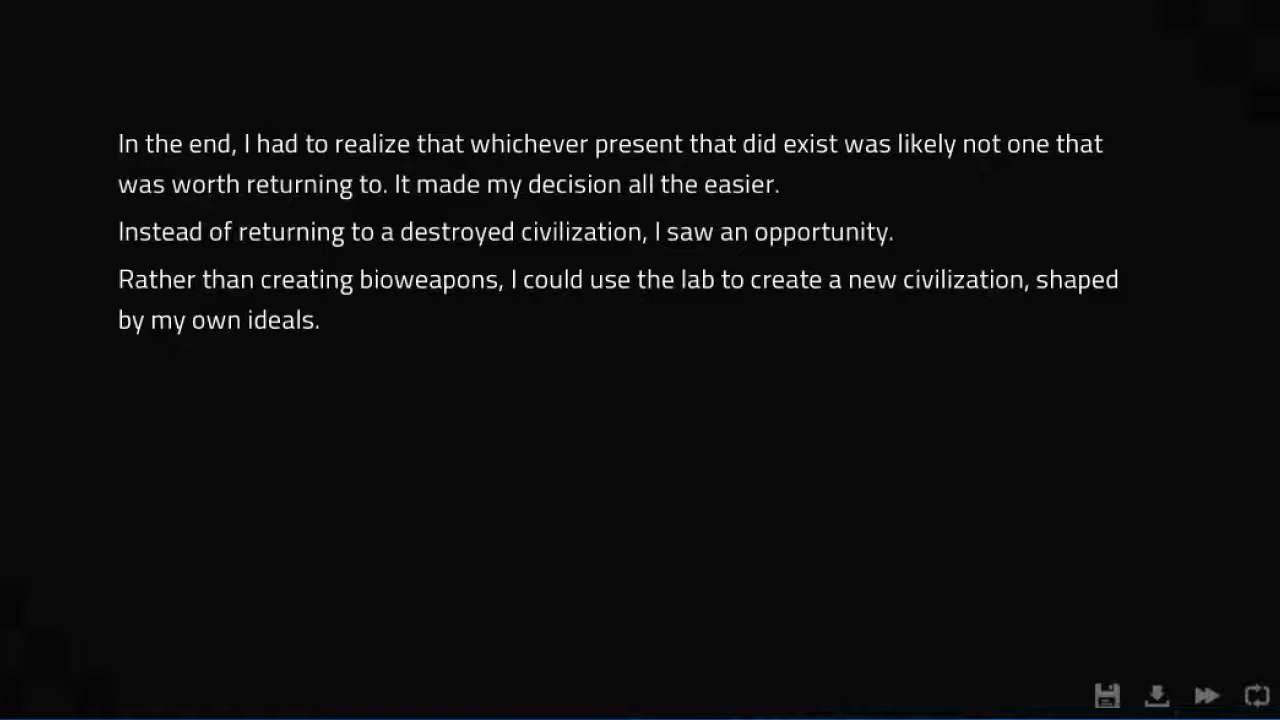 In the end, I had to realize that whichever present that did exist was likely not one that
was worth returning to. It made my decision all the easier.
Instead of returning to a destroyed civilization, I saw an opportunity.
Rather than creating bioweapons, I could use the lab to create a new civilization, shaped
by my own ideals.